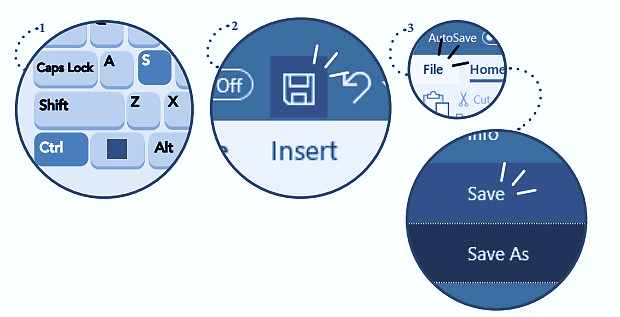 1
Caps Lock A S
Shift Z X
Ctrl Alt
2
Off
Insert
3
AutoSave
File Home
Cut
Info
Save
Save As